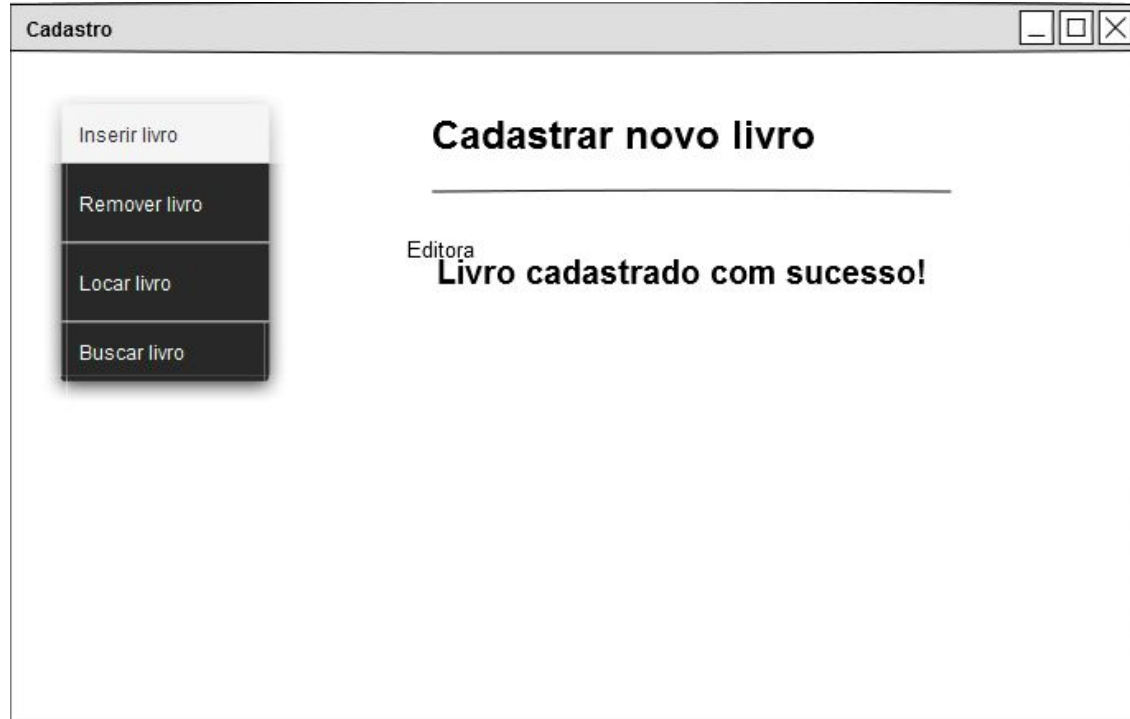 Cadastro
Inserir livro
Remover livro
Locar livro
Buscar livro
Cadastrar novo livro
Editora
Livro cadastrado com sucesso!